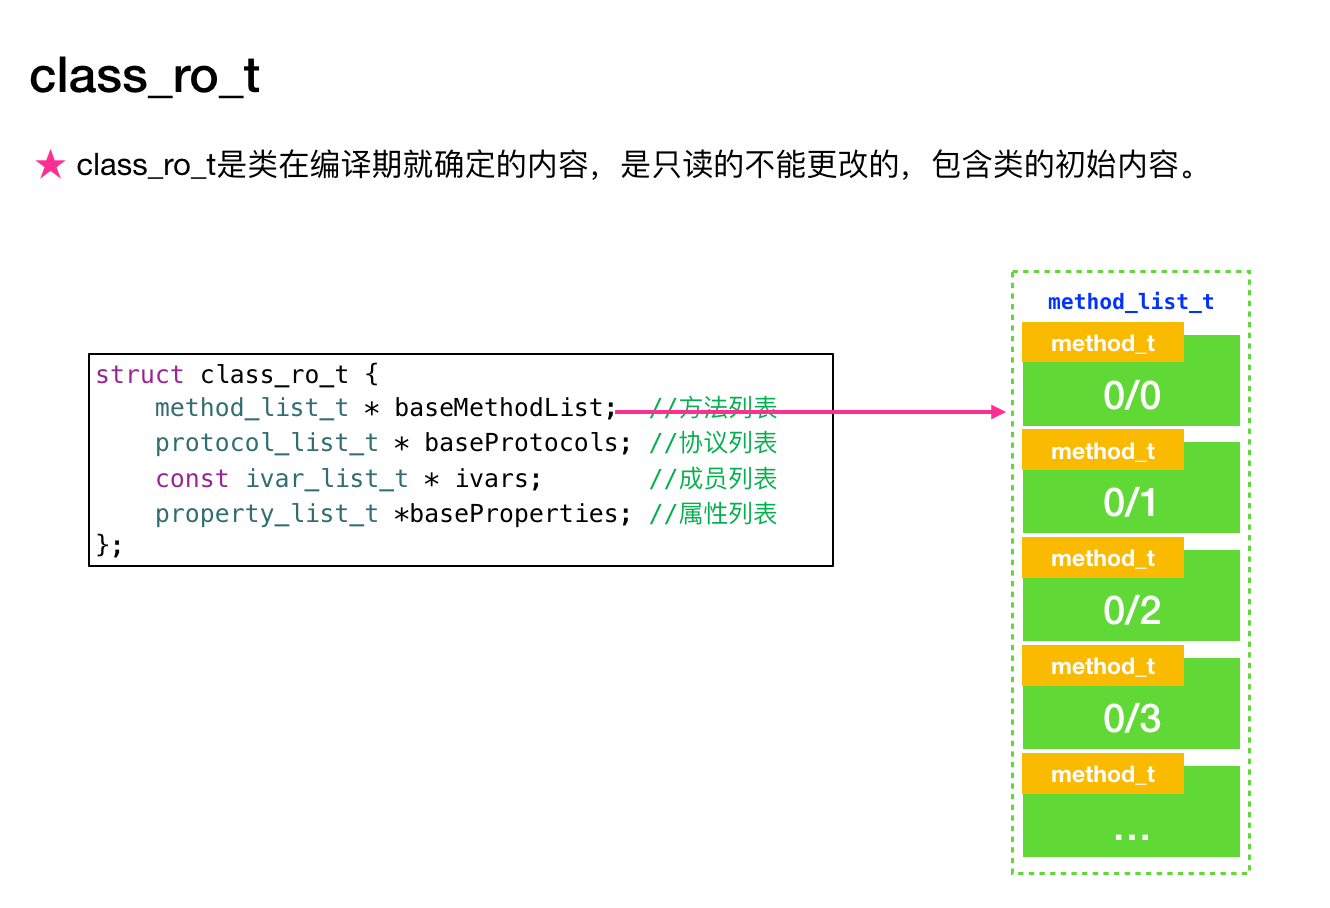 class_ro_t
★ class_ro_t是类在编译期就确定的内容，是只读的不能更改的，包含类的初始内容。
struct class_ro_t {
    method_list_t * baseMethodList;  //方法列表
    protocol_list_t * baseProtocols; //协议列表
    const ivar_list_t * ivars;       //成员列表
    property_list_t *baseProperties; //属性列表
};
method_list_t
method_t
0/0
method_t
0/1
method_t
0/2
method_t
0/3
method_t
...